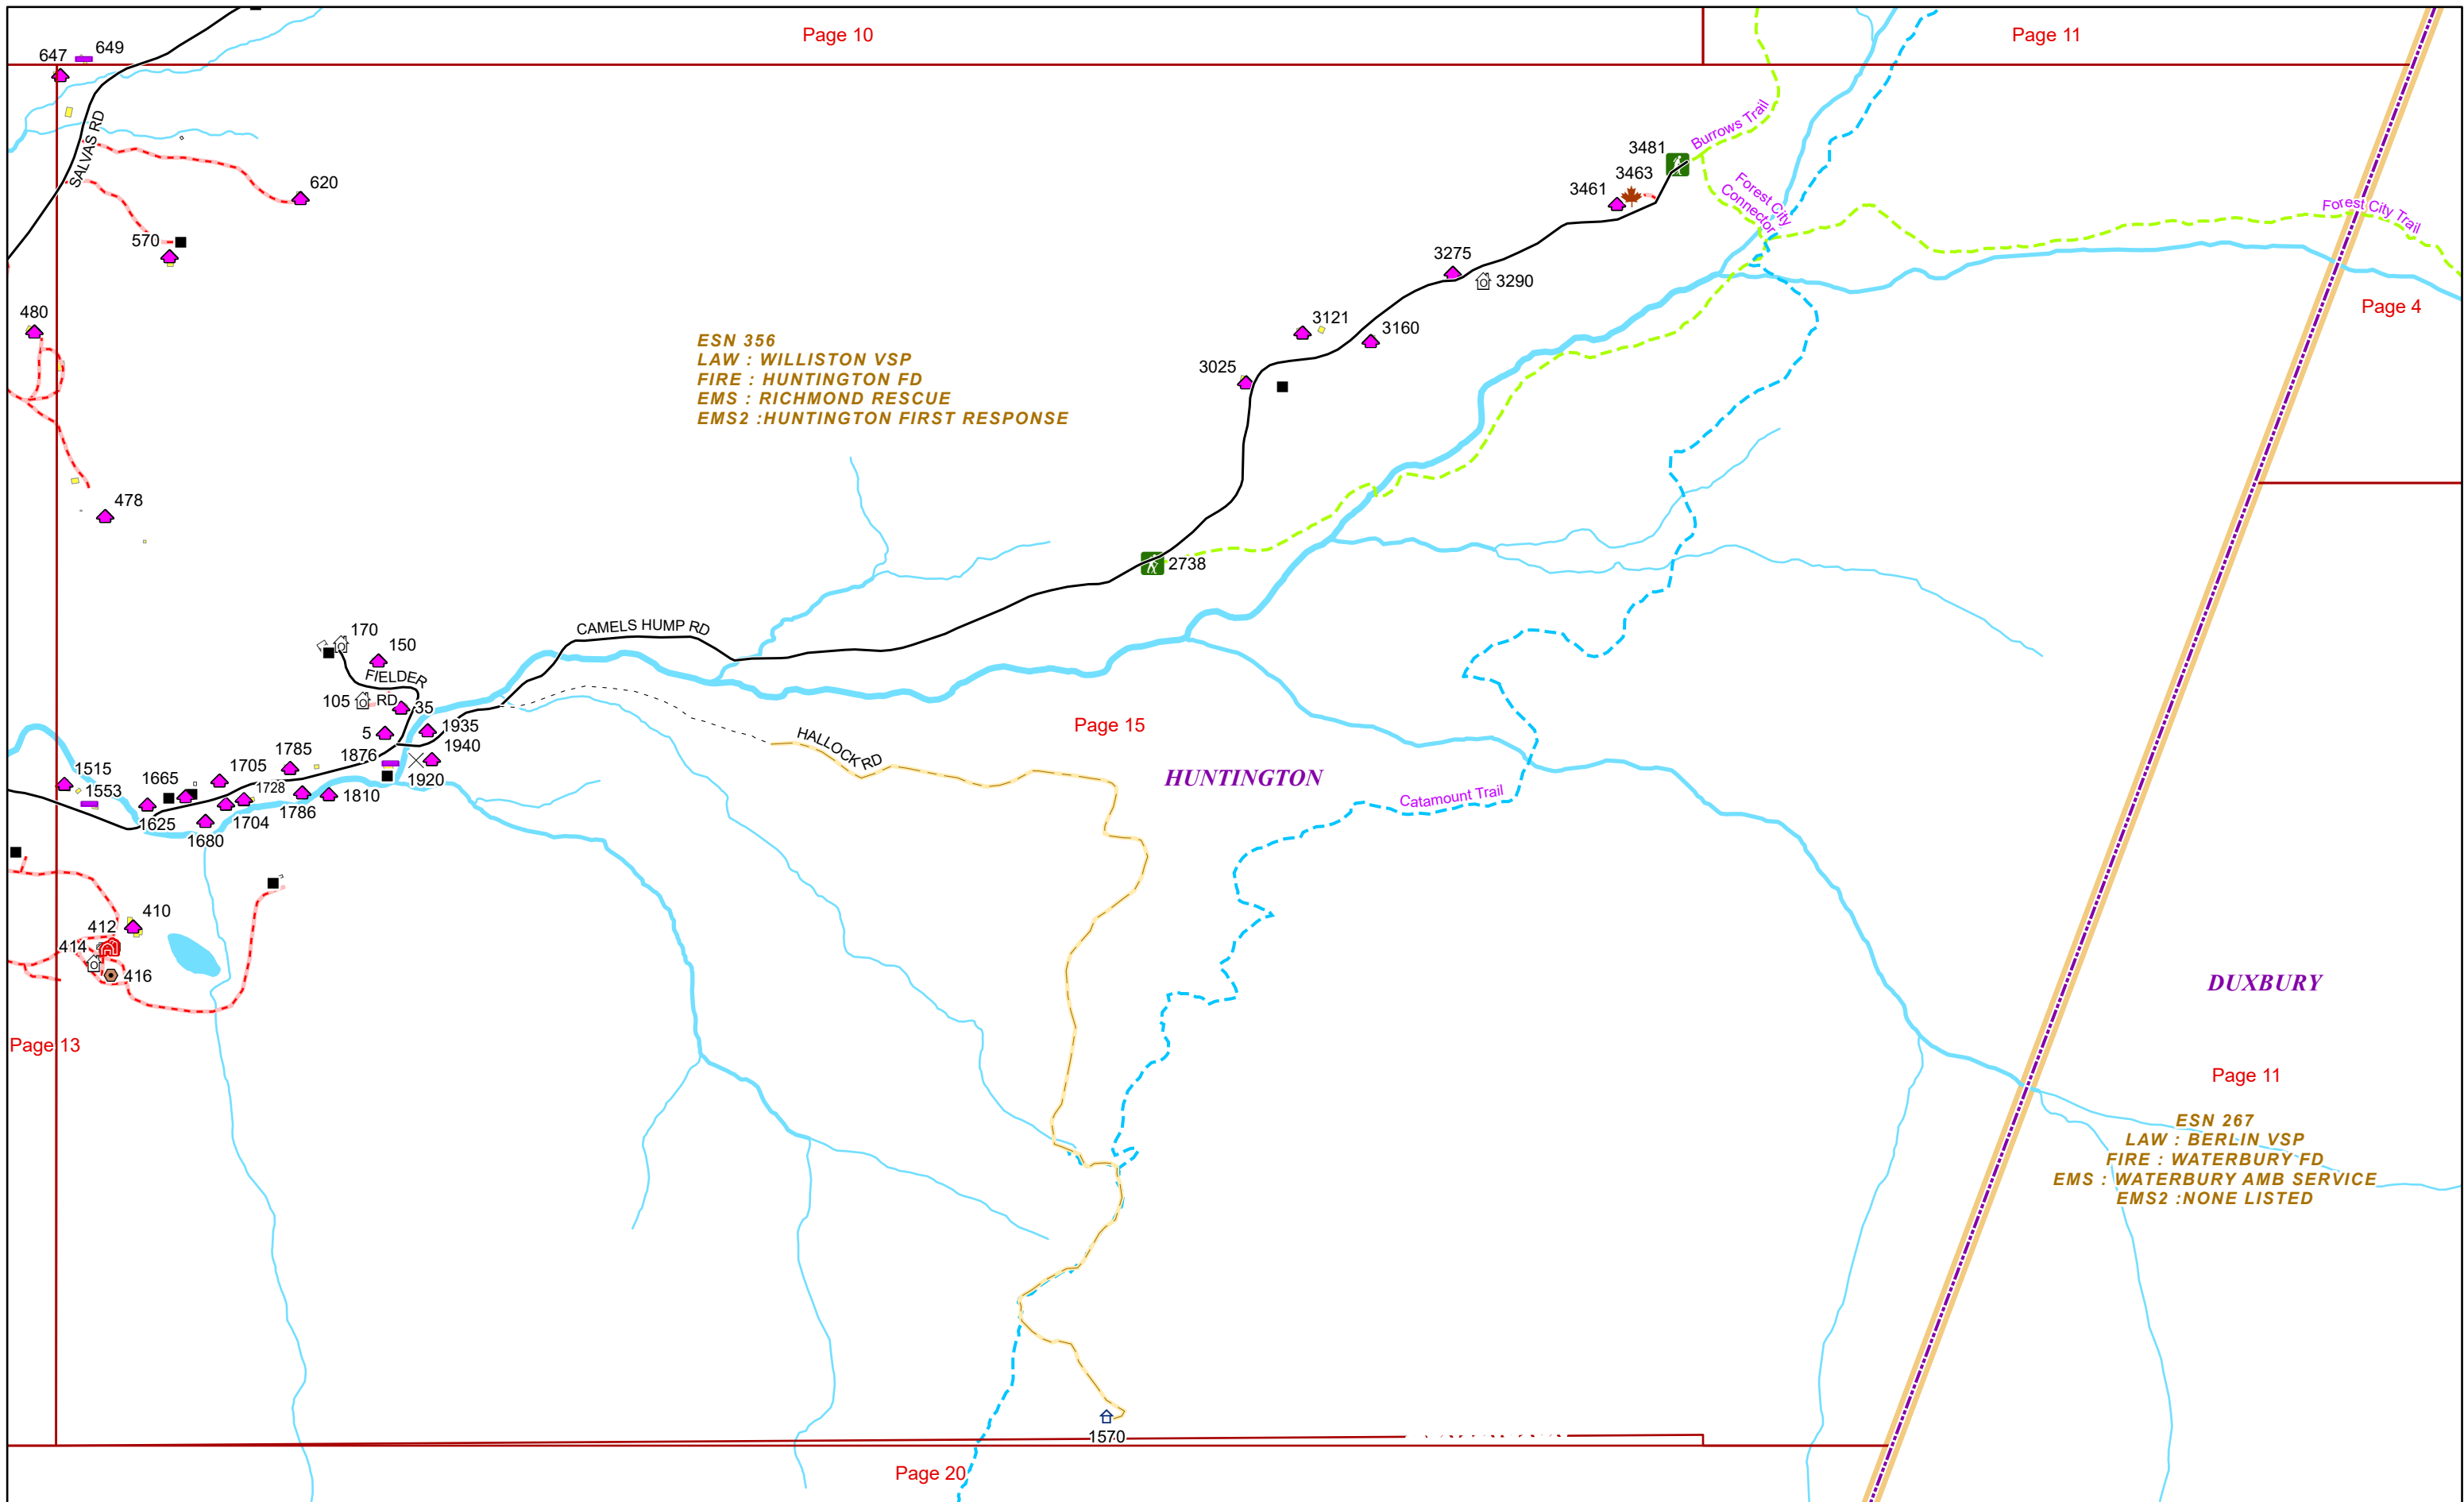 Page 10
Page 11
647
649
SALVAS RD
620
570
480
478
Burrows Trail
3481
3463
3461
Forest City
Connector
Forest City Trail
3275
3290
Page 4
3121
3160
3025
ESN 356
LAW : WILLISTON VSP
FIRE : HUNTINGTON FD
EMS : RICHMOND RESCUE
EMS2 :HUNTINGTON FIRST RESPONSE
2738
CAMELS HUMP RD
170
150
FIELDER
RD
105
35
5
1935
1940
1876
1920
1785
1705
1665
1515
1553
1728
1625
1680
1704
1786
1810
HALLOCK RD
Page 15
HUNTINGTON
Catamount Trail
410
412
414
416
Page 13
DUXBURY
Page 11
ESN 267
LAW : BERLIN VSP
FIRE : WATERBURY FD
EMS : WATERBURY AMB SERVICE
EMS2 :NONE LISTED
1570
Page 20